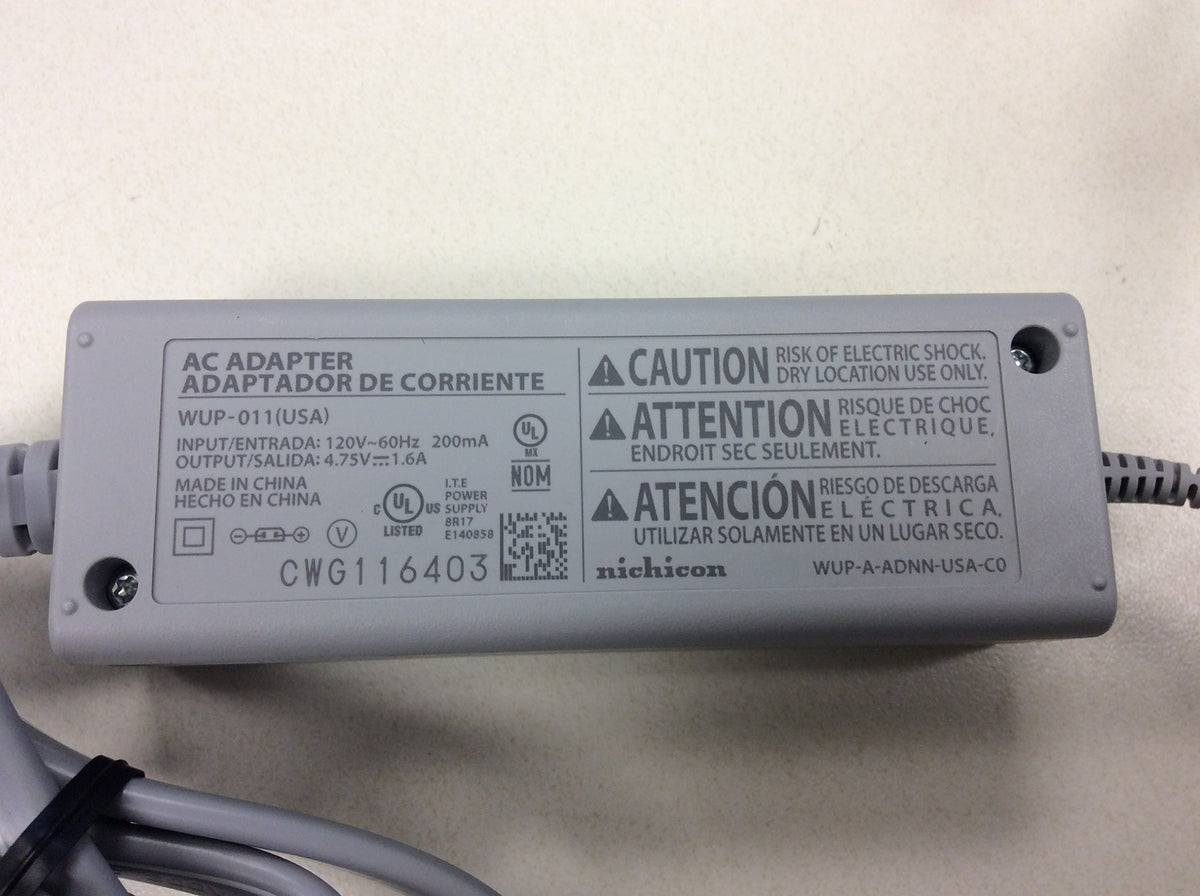 AC ADAPTER
ADAPTADOR DE CORRIENTE
WUP-011(USA)
INPUT/ENTRADA: 120V~60Hz 200mA
OUTPUT/SALIDA: 4.75V⎓1.6A
MADE IN CHINA
HECHO EN CHINA
UL
MX
NOM
C UL US
LISTED
I.T.E
POWER
SUPPLY
8R17
E140858
V
CWG116403
CAUTION RISK OF ELECTRIC SHOCK.
DRY LOCATION USE ONLY.
ATTENTION RISQUE DE CHOC
ELECTRIQUE,
ENDROIT SEC SEULEMENT.
ATENCIÓN RIESGO DE DESCARGA
ELÉCTRICA,
UTILIZAR SOLAMENTE EN UN LUGAR SECO.
nichicon WUP-A-ADNN-USA-C0